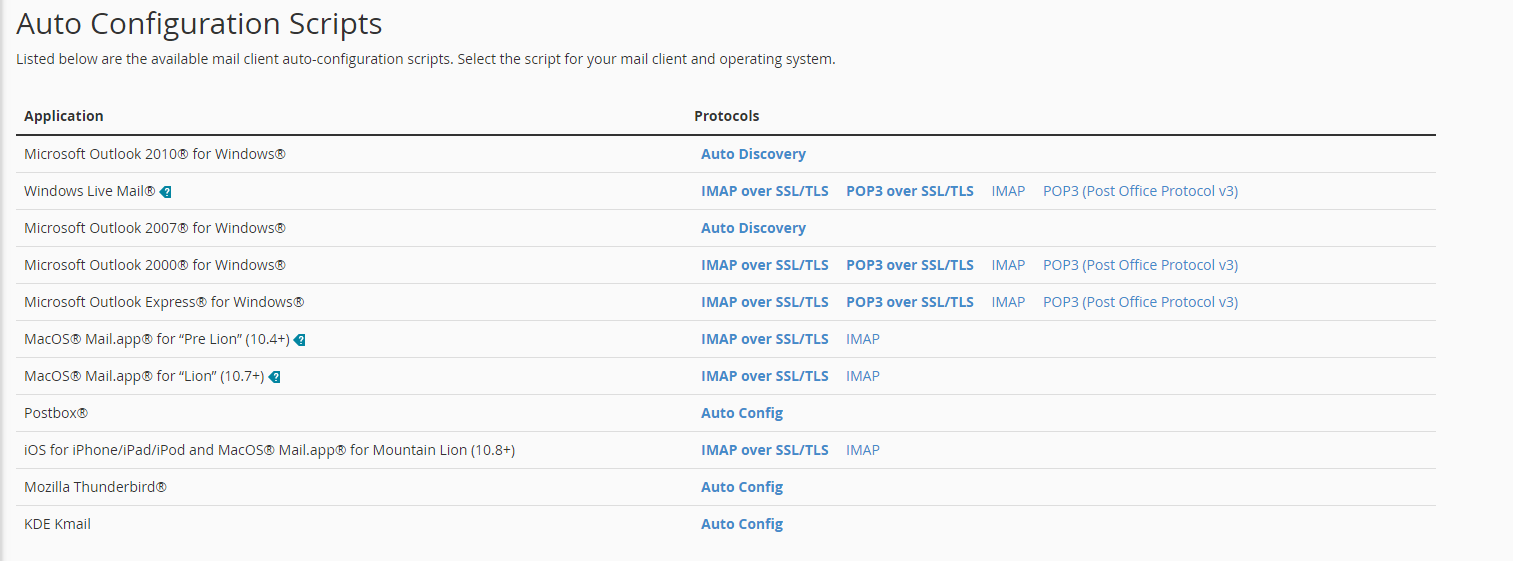 Auto Configuration Scripts
Listed below are the available mail client auto-configuration scripts. Select the script for your mail client and operating system.
Application Protocols
Microsoft Outlook 2010® for Windows® Auto Discovery
Windows Live Mail® ? IMAP over SSL/TLS POP3 over SSL/TLS IMAP POP3 (Post Office Protocol v3)
Microsoft Outlook 2007® for Windows® Auto Discovery
Microsoft Outlook 2000® for Windows® IMAP over SSL/TLS POP3 over SSL/TLS IMAP POP3 (Post Office Protocol v3)
Microsoft Outlook Express® for Windows® IMAP over SSL/TLS POP3 over SSL/TLS IMAP POP3 (Post Office Protocol v3)
MacOS® Mail.app® for “Pre Lion” (10.4+) ? IMAP over SSL/TLS IMAP
MacOS® Mail.app® for “Lion” (10.7+) ? IMAP over SSL/TLS IMAP
Postbox® Auto Config
iOS for iPhone/iPad/iPod and MacOS® Mail.app® for Mountain Lion (10.8+) IMAP over SSL/TLS IMAP
Mozilla Thunderbird® Auto Config
KDE Kmail Auto Config